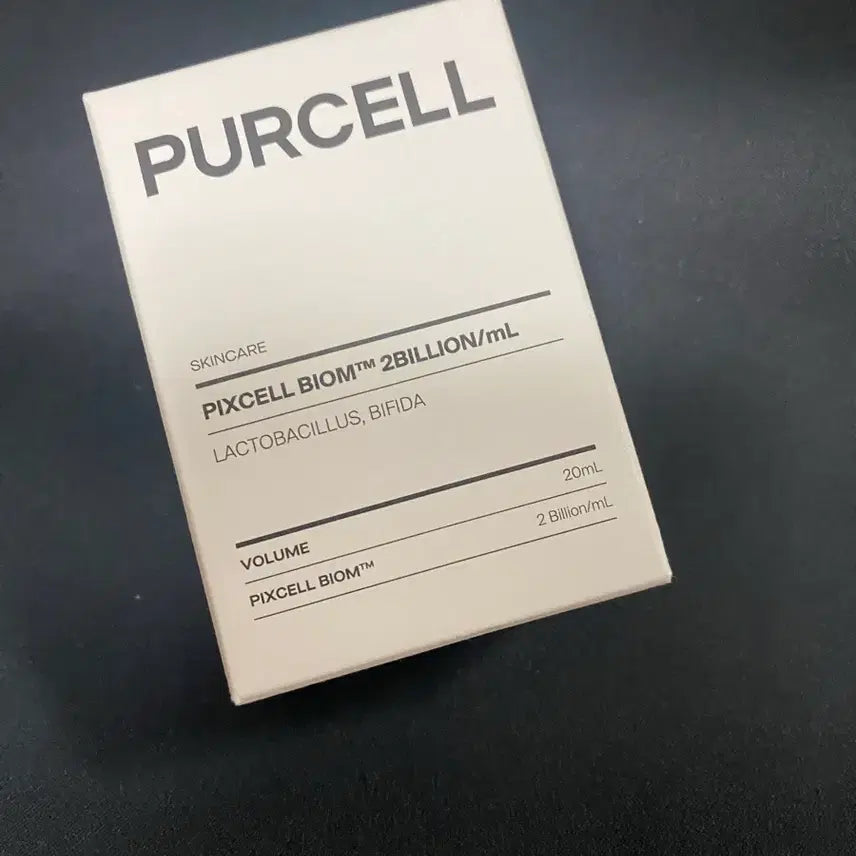 PURCELL
SKINCARE
PIXCELL BIOM™ 2BILLION/mL
LACTOBACILLUS, BIFIDA
VOLUME 20mL
PIXCELL BIOM™ 2 Billion/mL